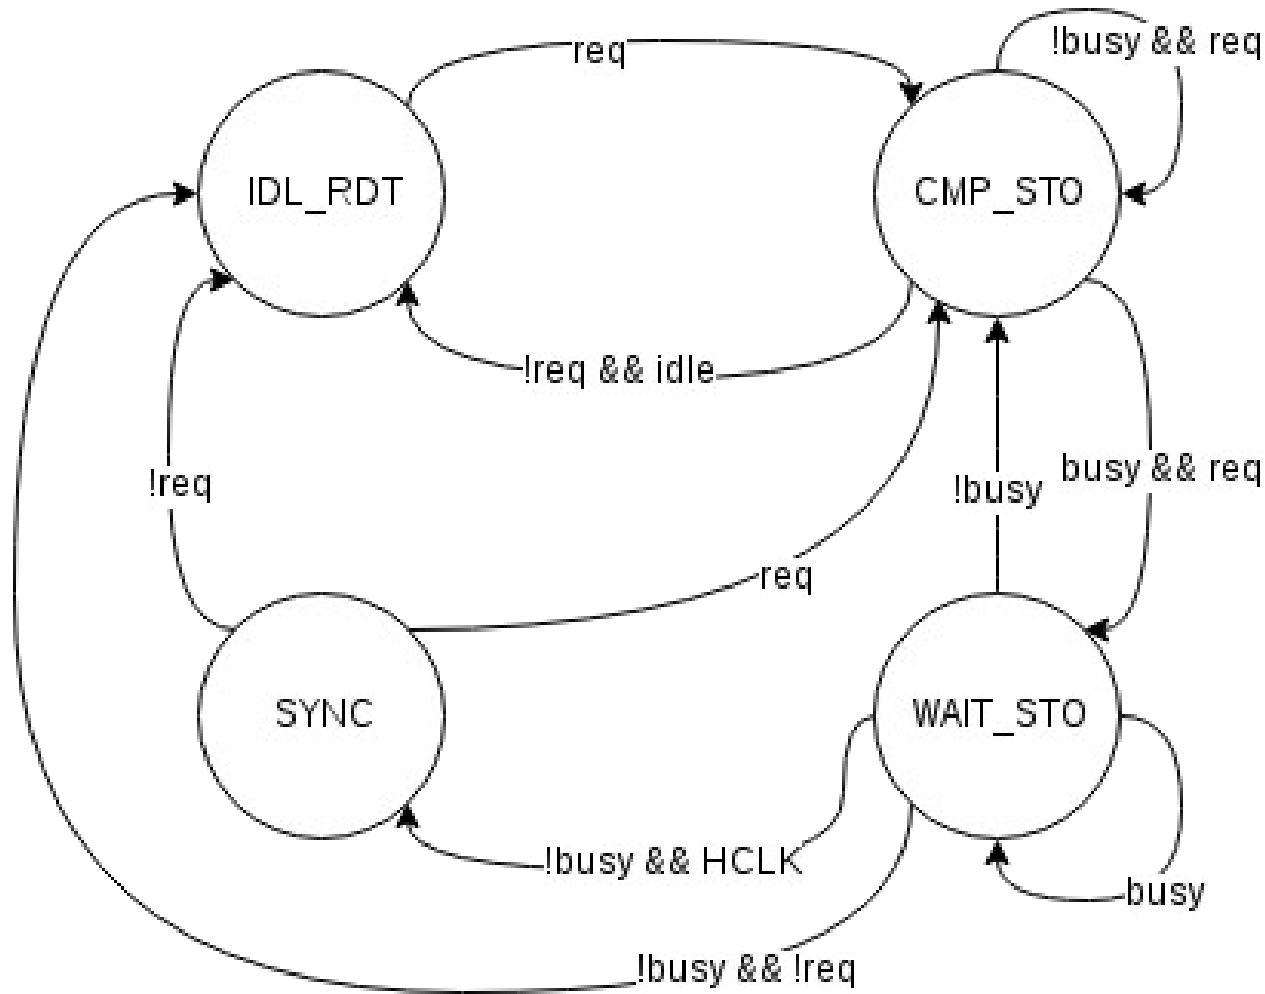 !busy && req
req
IDL_RDT
CMP_STO
!req && idle
busy && req
!req
!busy
req
SYNC
WAIT_STO
!busy && HCLK
busy
!busy && !req